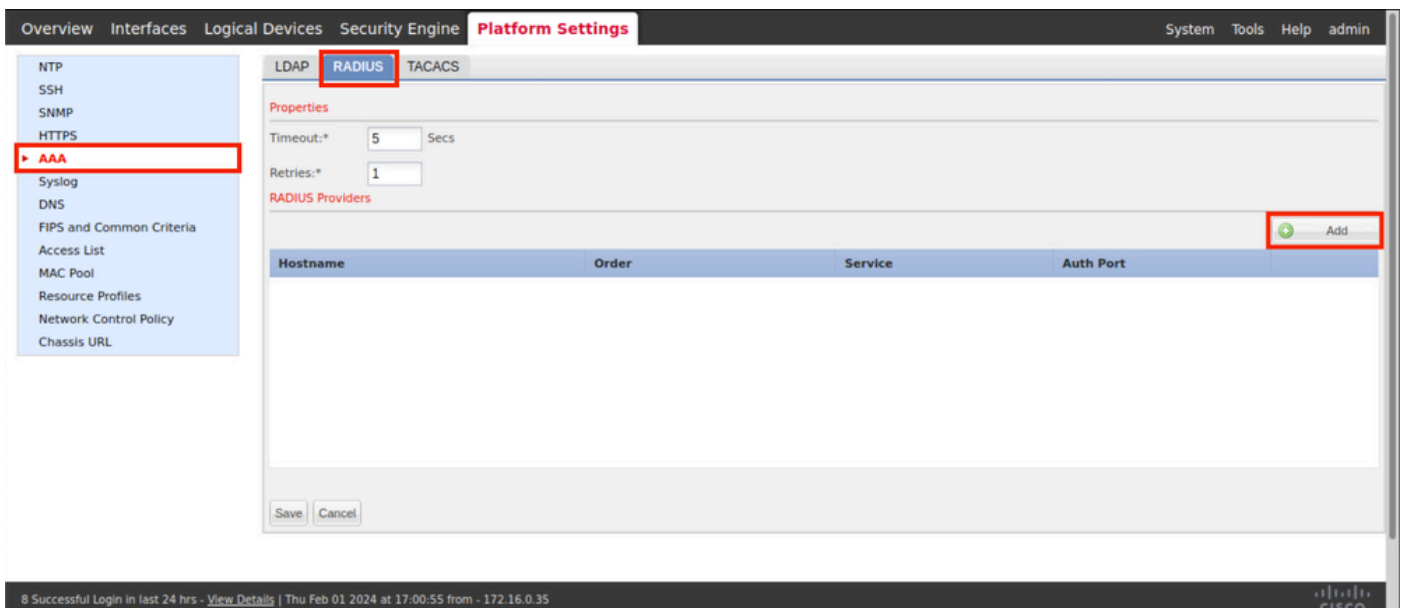 Overview Interfaces Logical Devices Security Engine Platform Settings System Tools Help admin
NTP
SSH
SNMP
HTTPS
AAA
Syslog
DNS
FIPS and Common Criteria
Access List
MAC Pool
Resource Profiles
Network Control Policy
Chassis URL
LDAP RADIUS TACACS
Properties
Timeout:* 5 Secs
Retries:* 1
RADIUS Providers
Add
Hostname Order Service Auth Port
Save Cancel
8 Successful Login in last 24 hrs - View Details | Thu Feb 01 2024 at 17:00:55 from - 172.16.0.35
CISCO